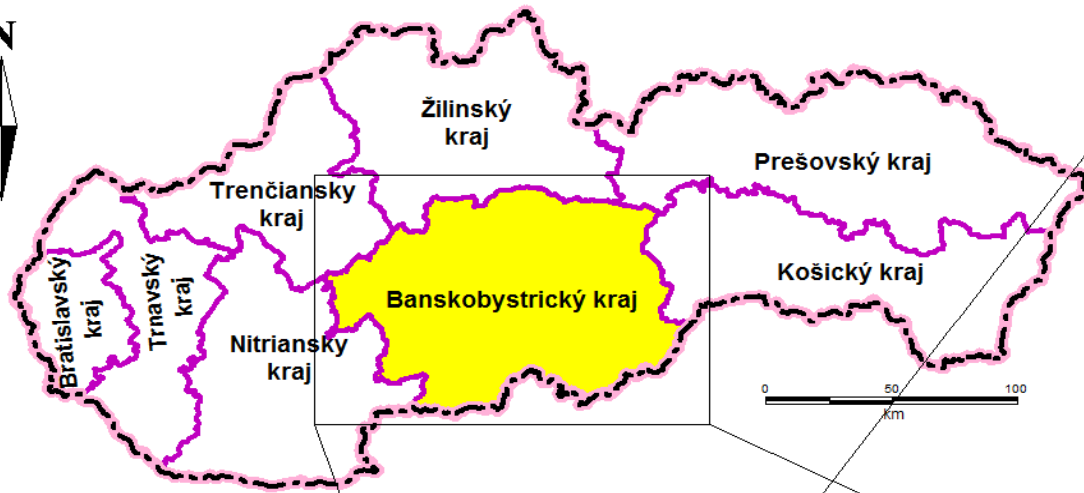 N
Žilinský
kraj
Prešovský kraj
Trenčiansky
kraj
Košický kraj
Bratislavský
kraj
Trnavský
kraj
Banskobystrický kraj
Nitriansky
kraj
0 50 100
km